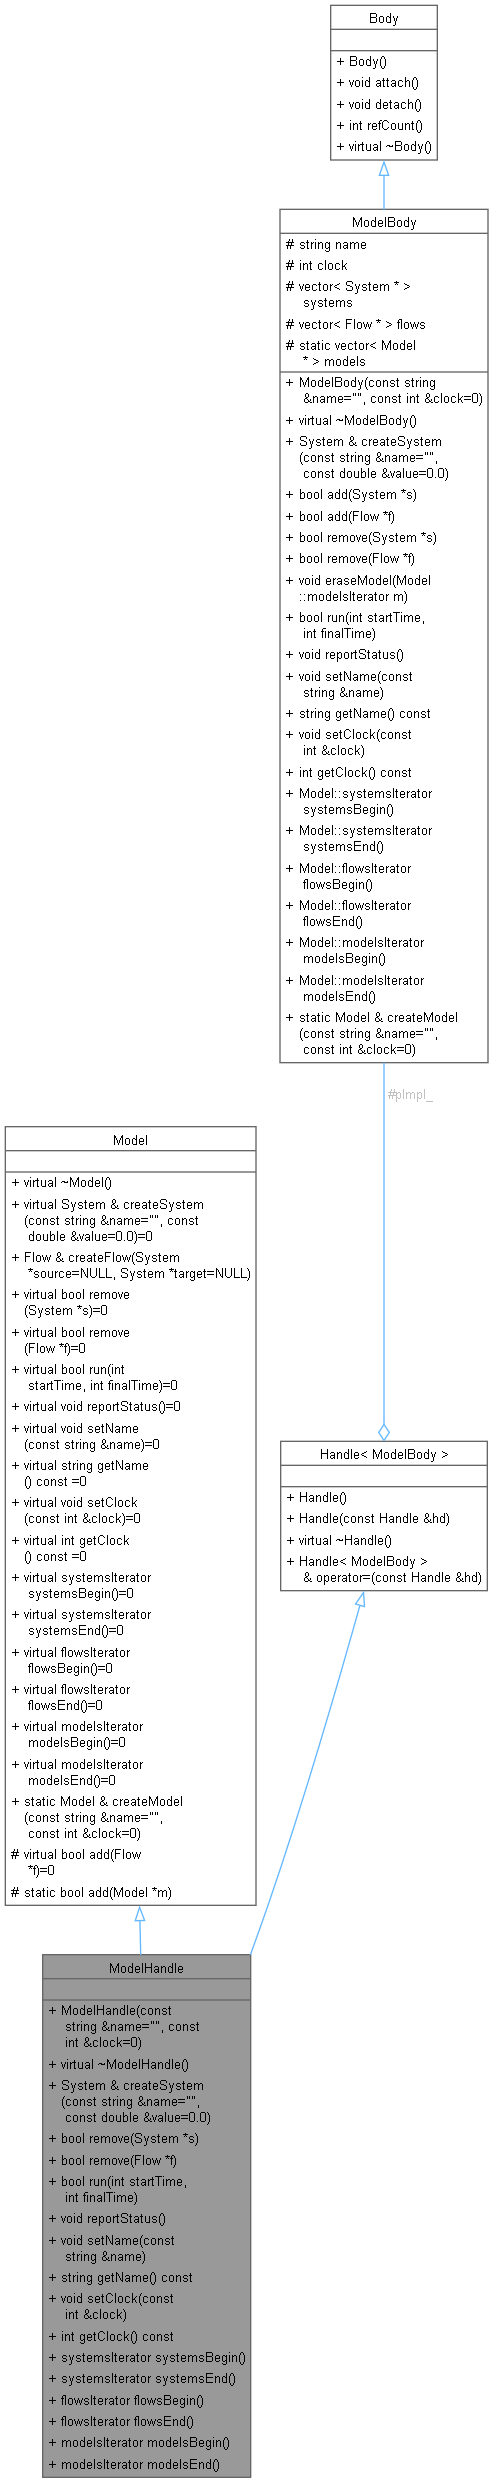 Body
+ Body()
+ void attach()
+ void detach()
+ int refCount()
+ virtual ~Body()
ModelBody
# string name
# int clock
# vector< System * >
systems
# vector< Flow * > flows
# static vector< Model
* > models
+ ModelBody(const string
&name="", const int &clock=0)
+ virtual ~ModelBody()
+ System & createSystem
(const string &name="",
const double &value=0.0)
+ bool add(System *s)
+ bool add(Flow *f)
+ bool remove(System *s)
+ bool remove(Flow *f)
+ void eraseModel(Model
::modelsIterator m)
+ bool run(int startTime,
int finalTime)
+ void reportStatus()
+ void setName(const
string &name)
+ string getName() const
+ void setClock(const
int &clock)
+ int getClock() const
+ Model::systemsIterator
systemsBegin()
+ Model::systemsIterator
systemsEnd()
+ Model::flowsIterator
flowsBegin()
+ Model::flowsIterator
flowsEnd()
+ Model::modelsIterator
modelsBegin()
+ Model::modelsIterator
modelsEnd()
+ static Model & createModel
(const string &name="",
const int &clock=0)
#pImpl_
Model
+ virtual ~Model()
+ virtual System & createSystem
(const string &name="", const
double &value=0.0)=0
+ Flow & createFlow(System
*source=NULL, System *target=NULL)
+ virtual bool remove
(System *s)=0
+ virtual bool remove
(Flow *f)=0
+ virtual bool run(int
startTime, int finalTime)=0
+ virtual void reportStatus()=0
+ virtual void setName
(const string &name)=0
+ virtual string getName
() const =0
+ virtual void setClock
(const int &clock)=0
+ virtual int getClock
() const =0
+ virtual systemsIterator
systemsBegin()=0
+ virtual systemsIterator
systemsEnd()=0
+ virtual flowsIterator
flowsBegin()=0
+ virtual flowsIterator
flowsEnd()=0
+ virtual modelsIterator
modelsBegin()=0
+ virtual modelsIterator
modelsEnd()=0
+ static Model & createModel
(const string &name="",
const int &clock=0)
# virtual bool add(Flow
*f)=0
# static bool add(Model *m)
Handle< ModelBody >
+ Handle()
+ Handle(const Handle &hd)
+ virtual ~Handle()
+ Handle< ModelBody >
& operator=(const Handle &hd)
ModelHandle
+ ModelHandle(const
string &name="", const
int &clock=0)
+ virtual ~ModelHandle()
+ System & createSystem
(const string &name="",
const double &value=0.0)
+ bool remove(System *s)
+ bool remove(Flow *f)
+ bool run(int startTime,
int finalTime)
+ void reportStatus()
+ void setName(const
string &name)
+ string getName() const
+ void setClock(const
int &clock)
+ int getClock() const
+ systemsIterator systemsBegin()
+ systemsIterator systemsEnd()
+ flowsIterator flowsBegin()
+ flowsIterator flowsEnd()
+ modelsIterator modelsBegin()
+ modelsIterator modelsEnd()